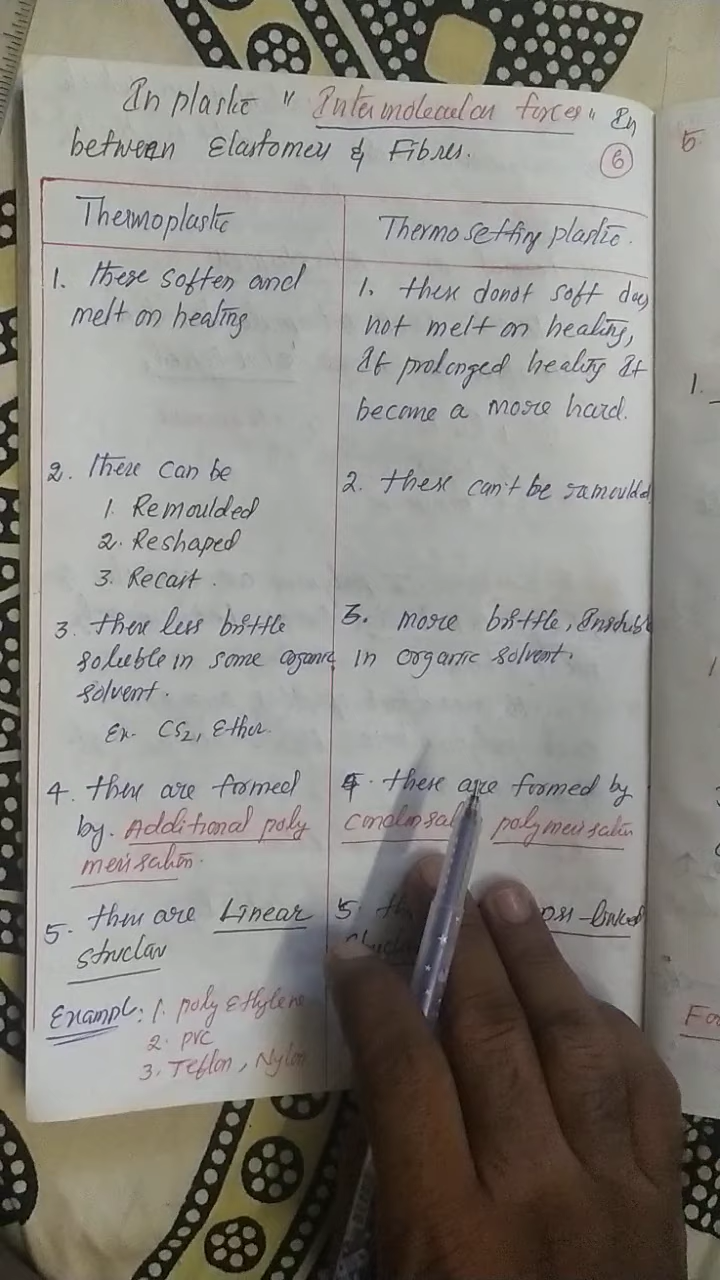 In plastic " Intermolecular forces " In
between Elastomer & Fibres.
6
Thermoplastic
Thermosetting plastic.
1. these soften and
melt on heating
1. these donot soft does
not melt on heating,
If prolonged heating It
become a more hard.
2. these can be
1. Remoulded
2. Reshaped
3. Recast.
2. these can't be remoulded
3. these less brittle
soluble in some organic
solvent.
Ex- CS2, Ether.
3. more brittle, Insoluble
in organic solvent.
4. these are formed
by. Additional poly
merisation.
4. these are formed by
polymerisation
5. these are Linear
5.
-linked
Example: 1. poly Ethylene
2. PVC
3. Teflon, Nylon
5.
1.